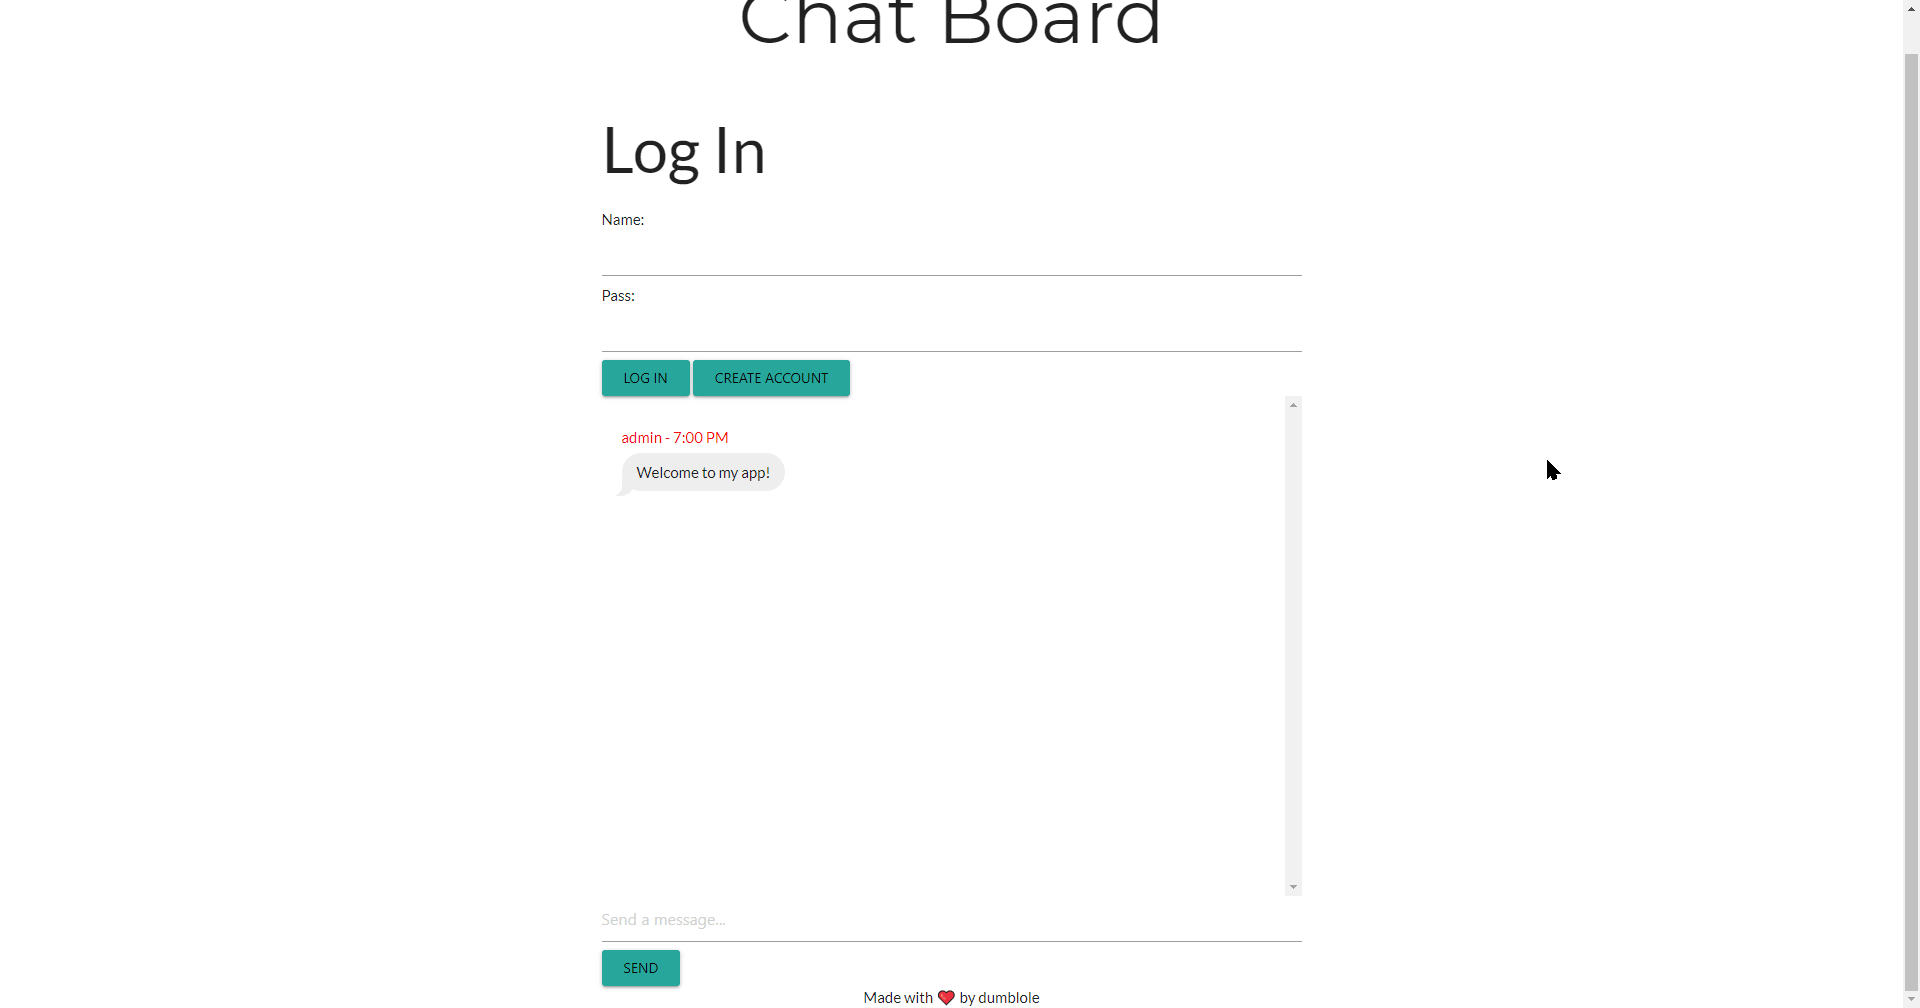 Chat Board
Log In
Name:
Pass:
LOG IN CREATE ACCOUNT
admin - 7:00 PM
Welcome to my app!
Send a message...
SEND
Made with ❤️ by dumblole